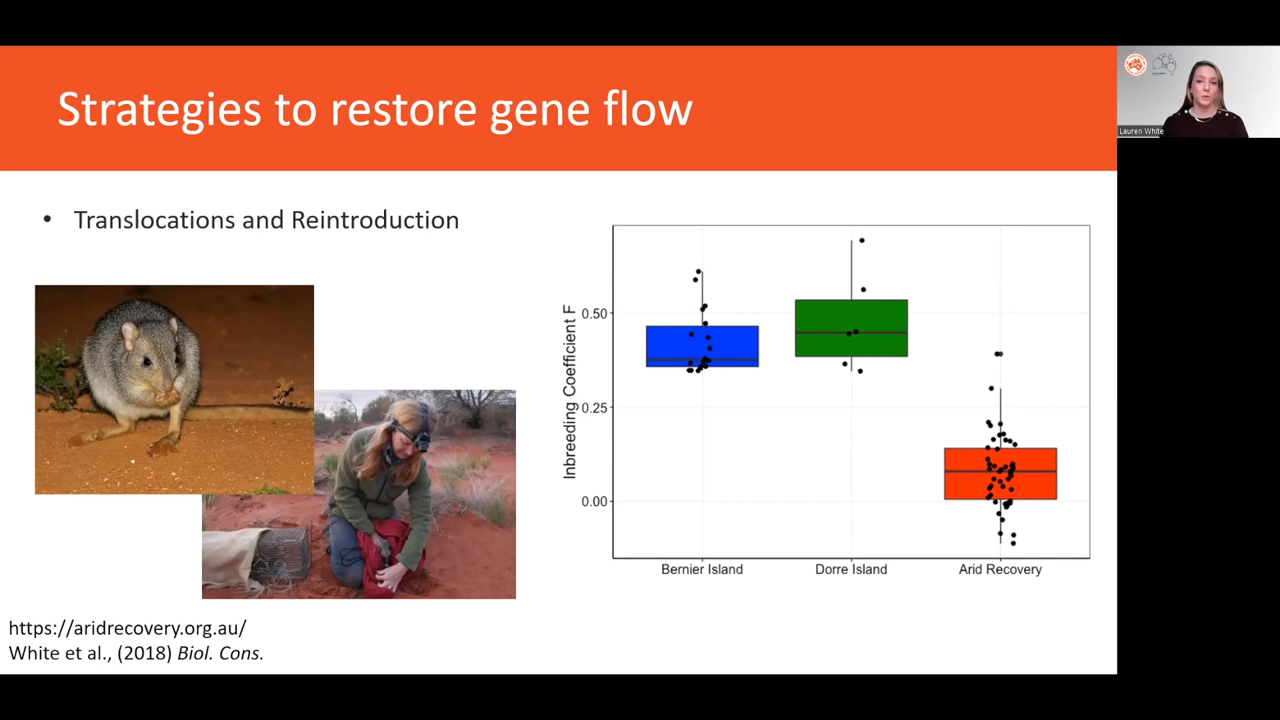 Strategies to restore gene flow
Lauren White
• Translocations and Reintroduction
Inbreeding Coefficient F
0.50
0.25
0.00
Bernier Island
Dorre Island
Arid Recovery
https://aridrecovery.org.au/
White et al., (2018) Biol. Cons.